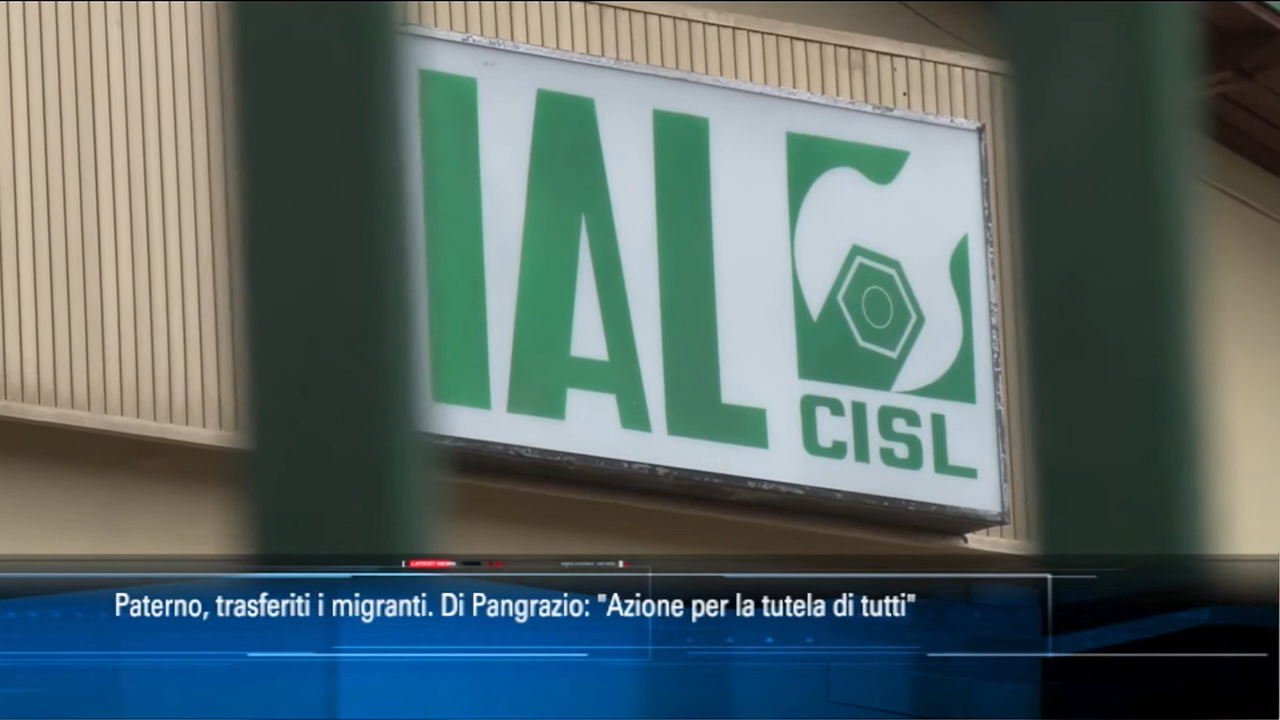 IAL
CISL
Paterno, trasferiti i migranti. Di Pangrazio: "Azione per la tutela di tutti"